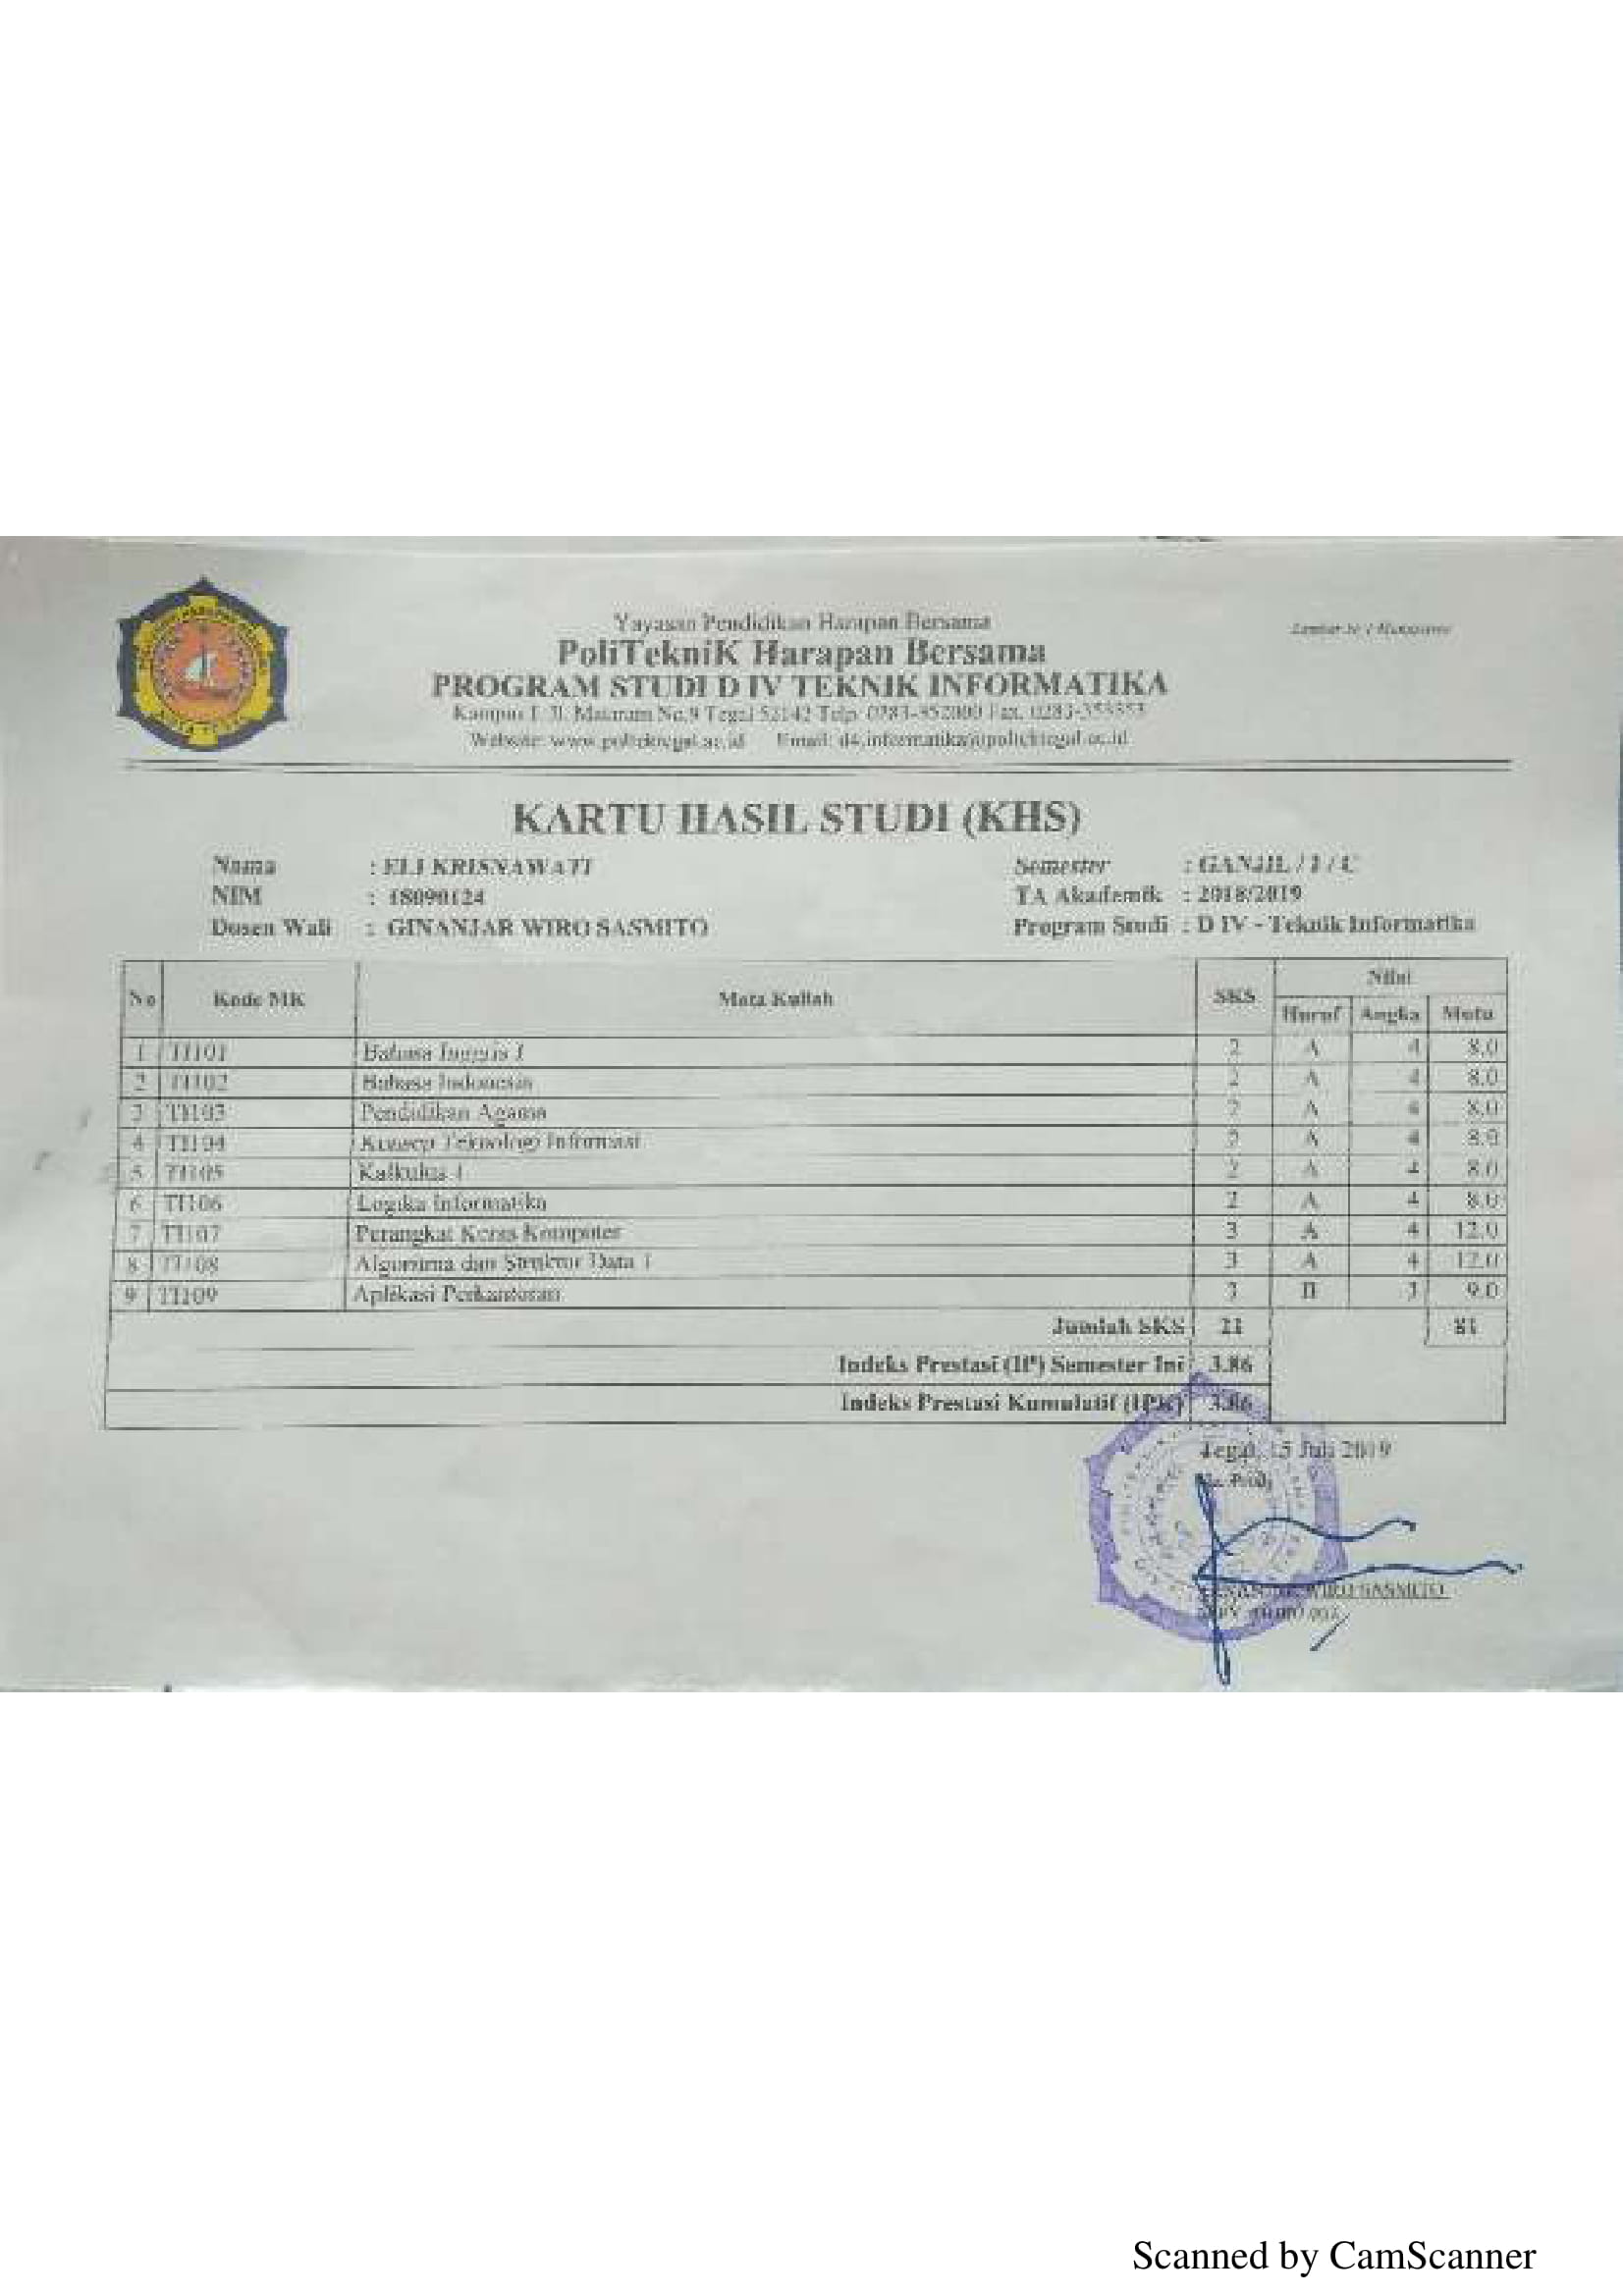 Yayasan Pendidikan Harapan Bersama
PoliTekniK Harapan Bersama
PROGRAM STUDI D IV TEKNIK INFORMATIKA
Kampus I. Jl. Mataram No.9 Tegal 52142 Telp. 0283-352000 Fax. 0283-353353
Website: www.poltektegal.ac.id Email: d4.informatika@poltektegal.ac.id
KARTU HASIL STUDI (KHS)
Nama : ELI KRISNAWATI Semester : GANJIL / I / C
NIM : 18090124 TA Akademik : 2018/2019
Dosen Wali : GINANJAR WIRO SASMITO Program Studi : D IV - Teknik Informatika
No Kode MK Mata Kuliah SKS Nilai
Huruf Angka Mutu
1 TI101 Bahasa Inggris I 2 A 4 8.0
2 TI102 Bahasa Indonesia 2 A 4 8.0
3 TI103 Pendidikan Agama 2 A 4 8.0
4 TI104 Konsep Teknologi Informasi 2 A 4 8.0
5 TI105 Kalkulus I 2 A 4 8.0
6 TI106 Logika Informatika 2 A 4 8.0
7 TI107 Perangkat Keras Komputer 3 A 4 12.0
8 TI108 Algoritma dan Struktur Data I 3 A 4 12.0
9 TI109 Aplikasi Perkantoran 3 B 3 9.0
Jumlah SKS 21 81
Indeks Prestasi (IP) Semester Ini 3.86
Indeks Prestasi Kumulatif (IPK) 3.86
Tegal, 15 Juli 2019
Ka. Prodi
WIRO SASMITO
Scanned by CamScanner